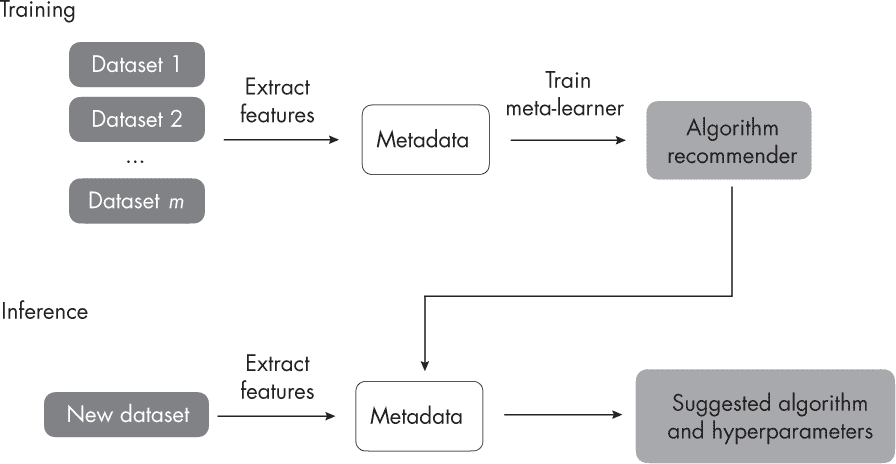 Training
Dataset 1
Dataset 2
...
Dataset m
Extract
features
Metadata
Train
meta-learner
Algorithm
recommender
Inference
New dataset
Extract
features
Metadata
Suggested algorithm
and hyperparameters